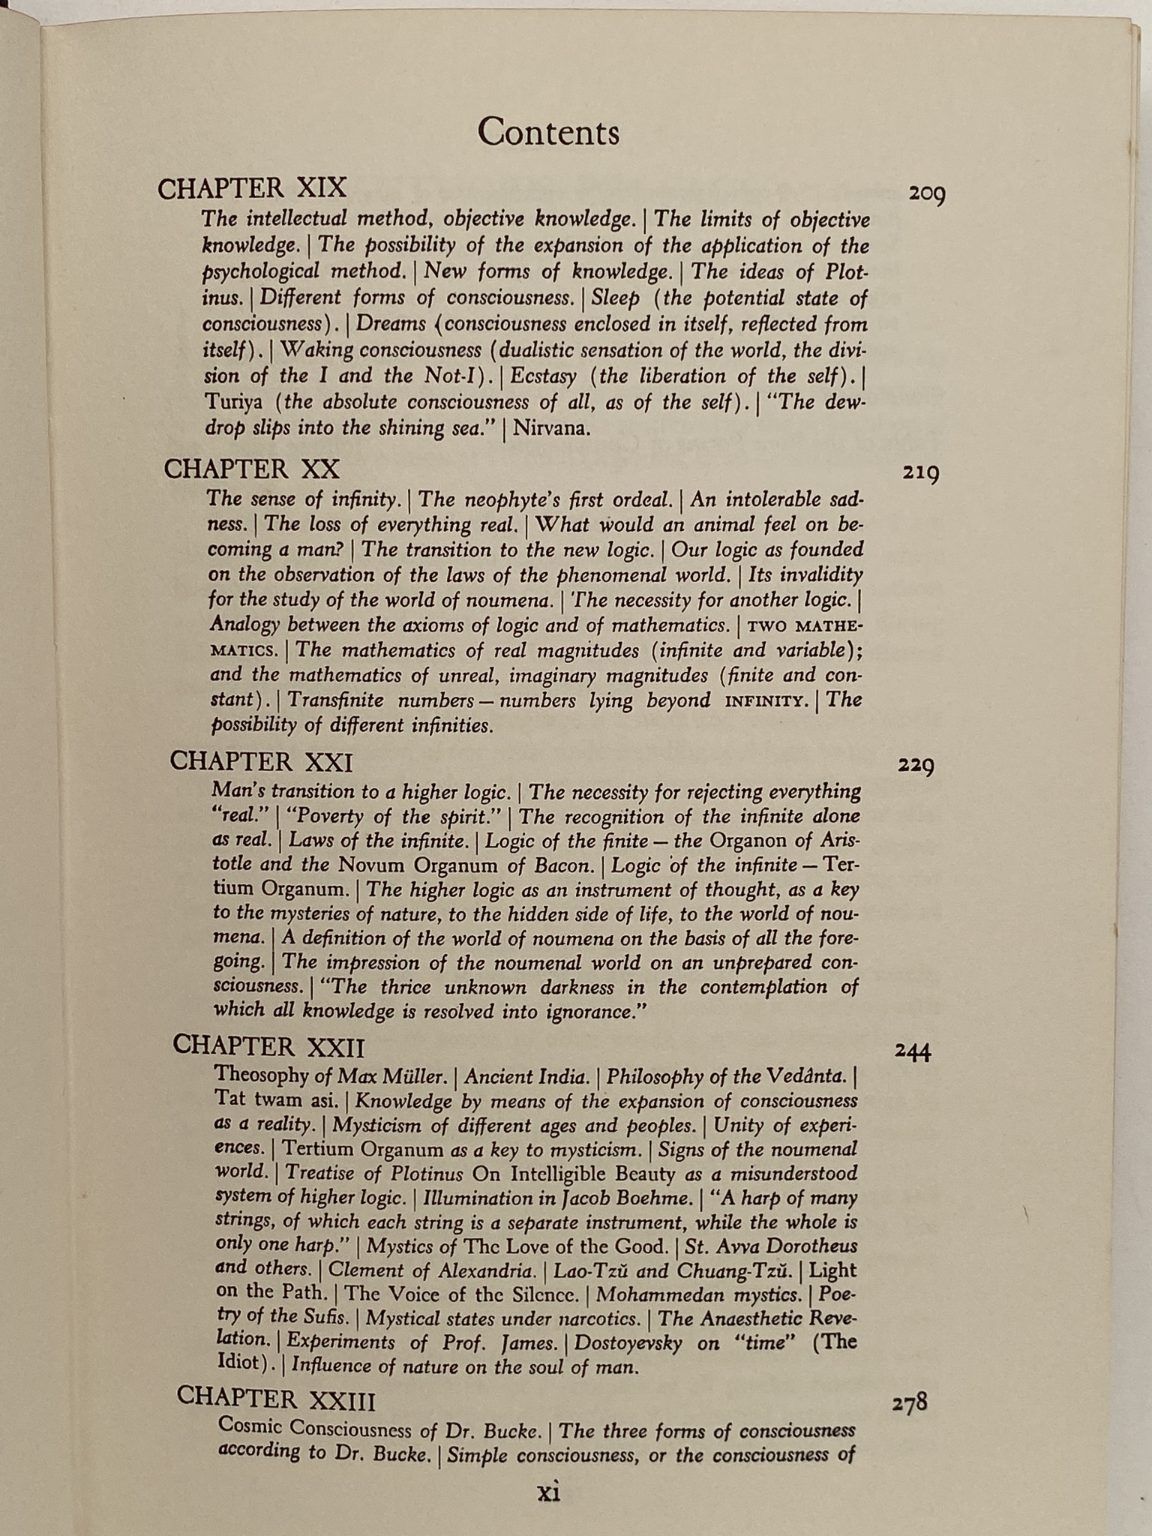 Contents
CHAPTER XIX 209
The intellectual method, objective knowledge. | The limits of objective
knowledge. | The possibility of the expansion of the application of the
psychological method. | New forms of knowledge. | The ideas of Plot-
inus. | Different forms of consciousness. | Sleep (the potential state of
consciousness). | Dreams (consciousness enclosed in itself, reflected from
itself). | Waking consciousness (dualistic sensation of the world, the divi-
sion of the I and the Not-I). | Ecstasy (the liberation of the self). |
Turiya (the absolute consciousness of all, as of the self). | “The dew-
drop slips into the shining sea.” | Nirvana.
CHAPTER XX 219
The sense of infinity. | The neophyte’s first ordeal. | An intolerable sad-
ness. | The loss of everything real. | What would an animal feel on be-
coming a man? | The transition to the new logic. | Our logic as founded
on the observation of the laws of the phenomenal world. | Its invalidity
for the study of the world of noumena. | The necessity for another logic. |
Analogy between the axioms of logic and of mathematics. | TWO MATHE-
MATICS. | The mathematics of real magnitudes (infinite and variable);
and the mathematics of unreal, imaginary magnitudes (finite and con-
stant). | Transfinite numbers – numbers lying beyond INFINITY. | The
possibility of different infinities.
CHAPTER XXI 229
Man’s transition to a higher logic. | The necessity for rejecting everything
“real.” | “Poverty of the spirit.” | The recognition of the infinite alone
as real. | Laws of the infinite. | Logic of the finite – the Organon of Aris-
totle and the Novum Organum of Bacon. | Logic of the infinite – Ter-
tium Organum. | The higher logic as an instrument of thought, as a key
to the mysteries of nature, to the hidden side of life, to the world of nou-
mena. | A definition of the world of noumena on the basis of all the fore-
going. | The impression of the noumenal world on an unprepared con-
sciousness. | “The thrice unknown darkness in the contemplation of
which all knowledge is resolved into ignorance.”
CHAPTER XXII 244
Theosophy of Max Müller. | Ancient India. | Philosophy of the Vedânta. |
Tat twam asi. | Knowledge by means of the expansion of consciousness
as a reality. | Mysticism of different ages and peoples. | Unity of experi-
ences. | Tertium Organum as a key to mysticism. | Signs of the noumenal
world. | Treatise of Plotinus On Intelligible Beauty as a misunderstood
system of higher logic. | Illumination in Jacob Boehme. | “A harp of many
strings, of which each string is a separate instrument, while the whole is
only one harp.” | Mystics of The Love of the Good. | St. Avva Dorotheus
and others. | Clement of Alexandria. | Lao-Tzŭ and Chuang-Tzŭ. | Light
on the Path. | The Voice of the Silence. | Mohammedan mystics. | Poe-
try of the Sufis. | Mystical states under narcotics. | The Anaesthetic Reve-
lation. | Experiments of Prof. James. | Dostoyevsky on “time” (The
Idiot). | Influence of nature on the soul of man.
CHAPTER XXIII 278
Cosmic Consciousness of Dr. Bucke. | The three forms of consciousness
according to Dr. Bucke. | Simple consciousness, or the consciousness of
xi